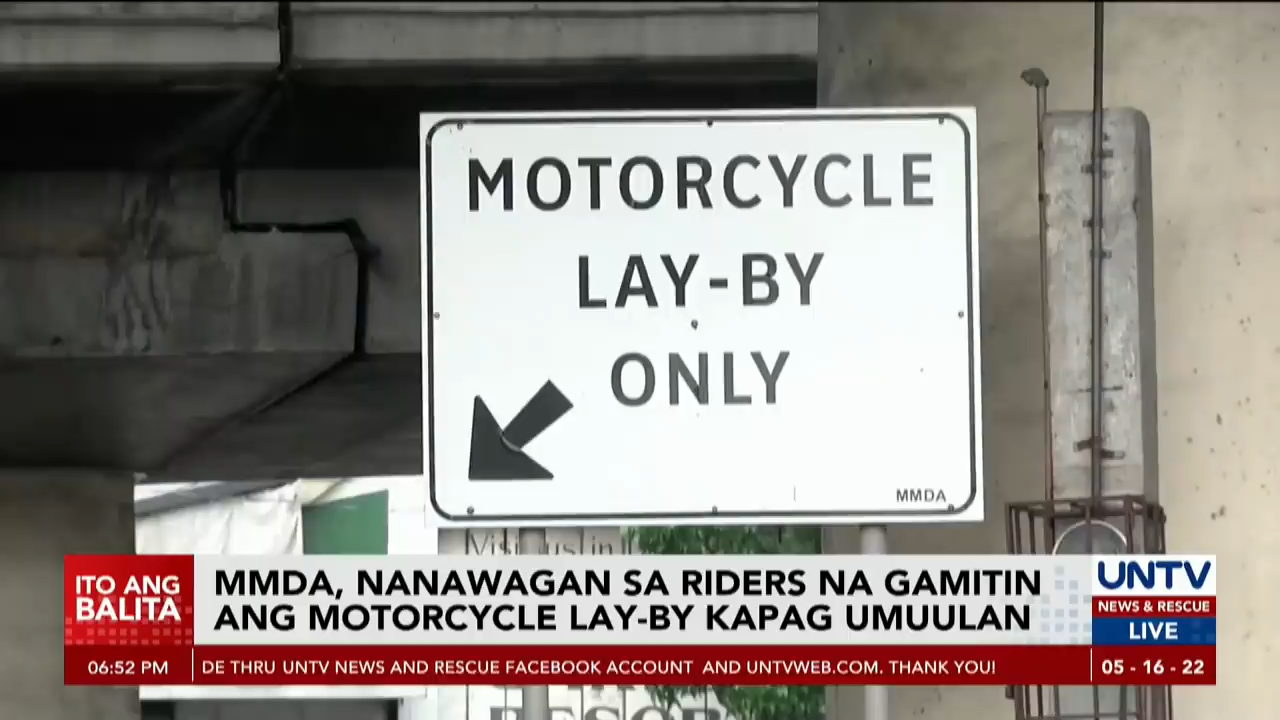 MOTORCYCLE
LAY-BY
ONLY
MMDA
ITO ANG
BALITA
MMDA, NANAWAGAN SA RIDERS NA GAMITIN
ANG MOTORCYCLE LAY-BY KAPAG UMUULAN
UNTV
NEWS & RESCUE
LIVE
06:52 PM
DE THRU UNTV NEWS AND RESCUE FACEBOOK ACCOUNT AND UNTVWEB.COM. THANK YOU!
05 - 16 - 22